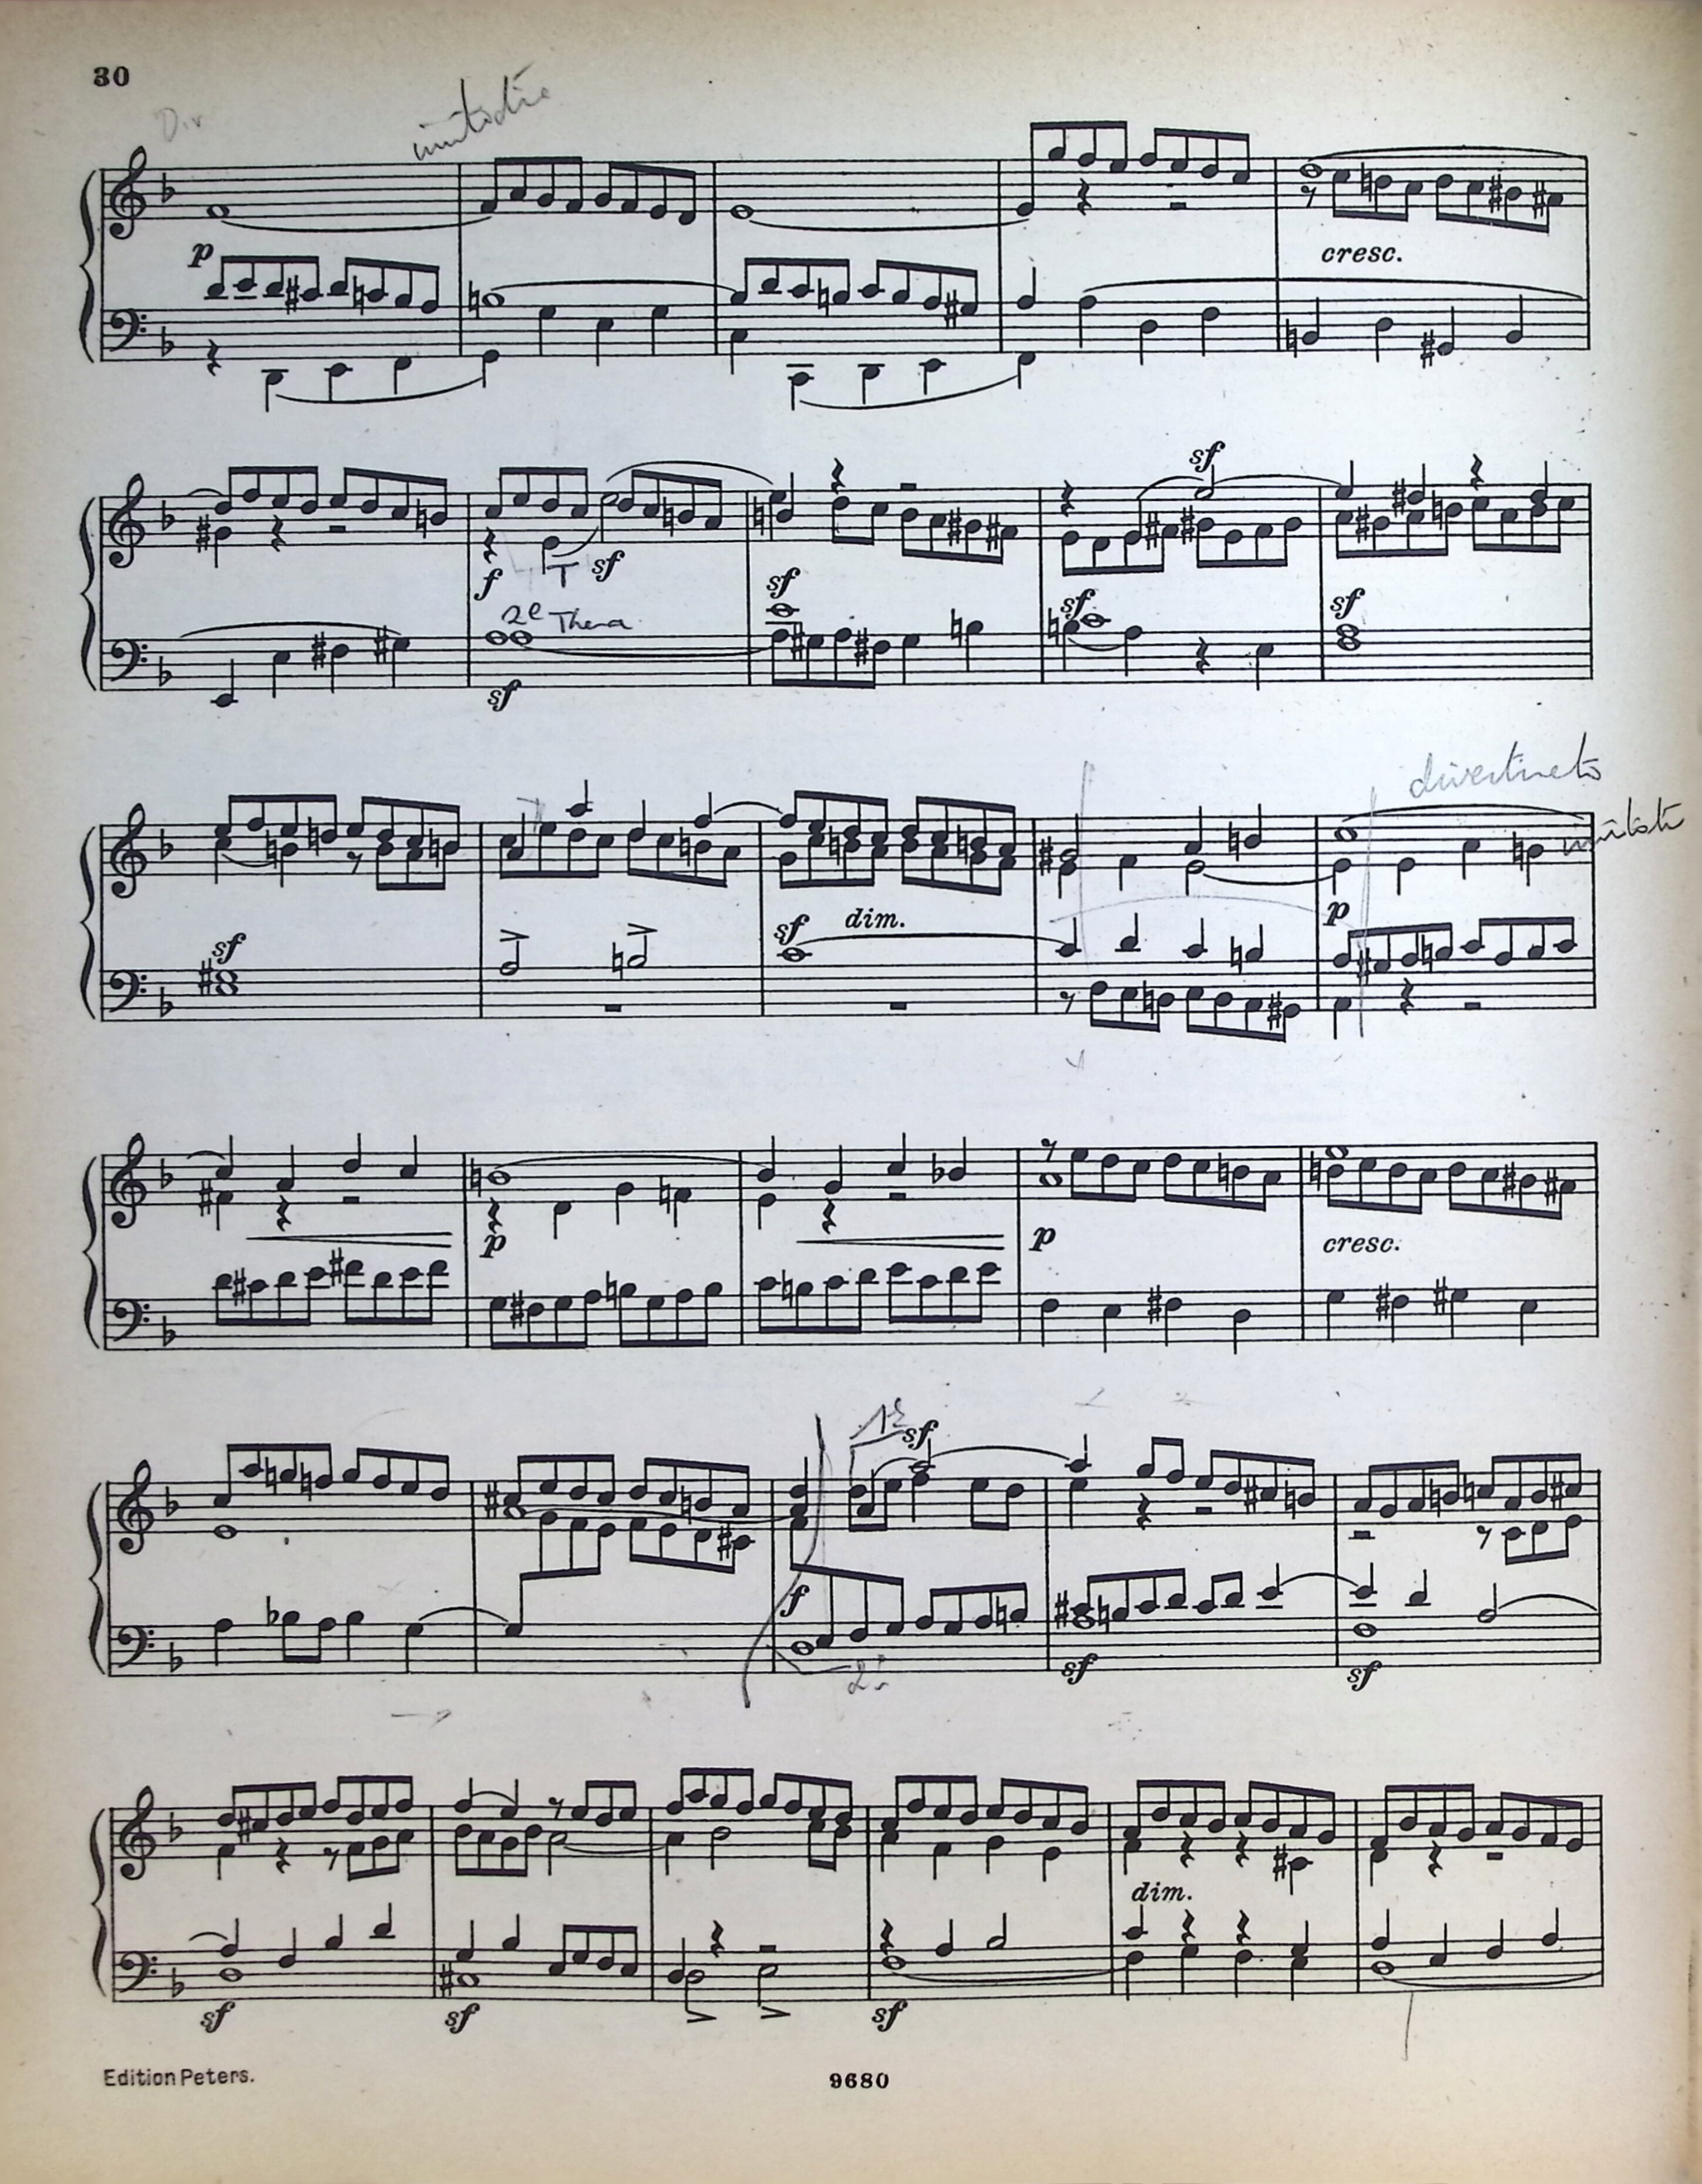 30
Div
imitatie
p
cresc.
sf
f T sf sf
2e Thema
sf sf
sf
divertimento
imitatie
sf sf dim. p
p p cresc.
1e
sf
f
2e
sf sf
dim.
sf sf sf
Edition Peters.
9680